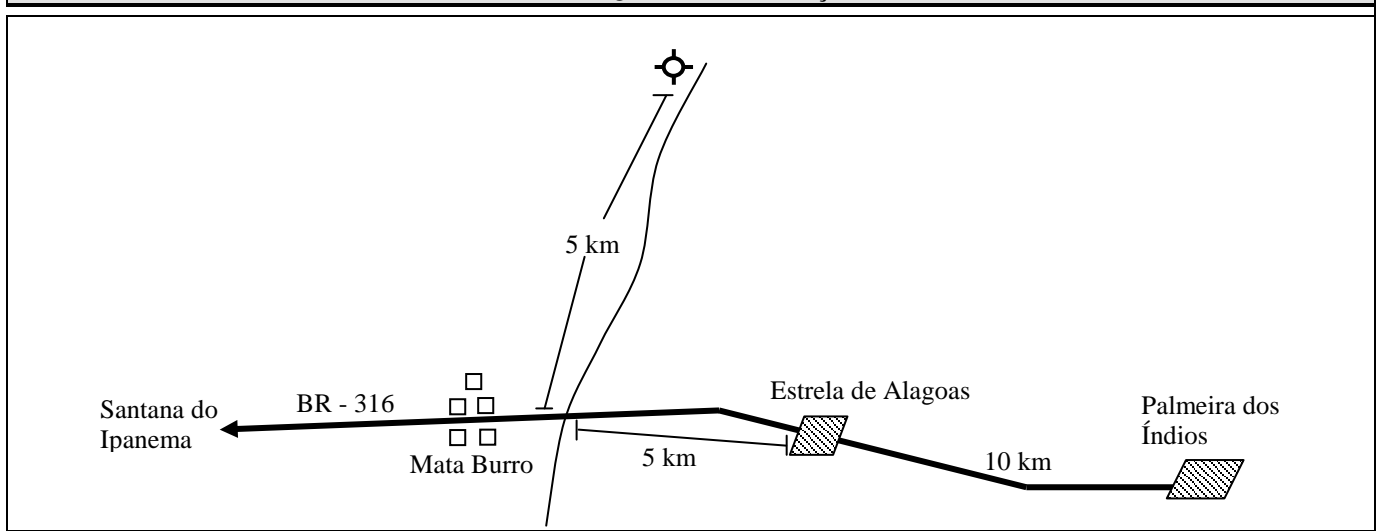 5 km
Estrela de Alagoas
BR - 316
Santana do
Ipanema
Palmeira dos
Índios
Mata Burro
5 km
10 km